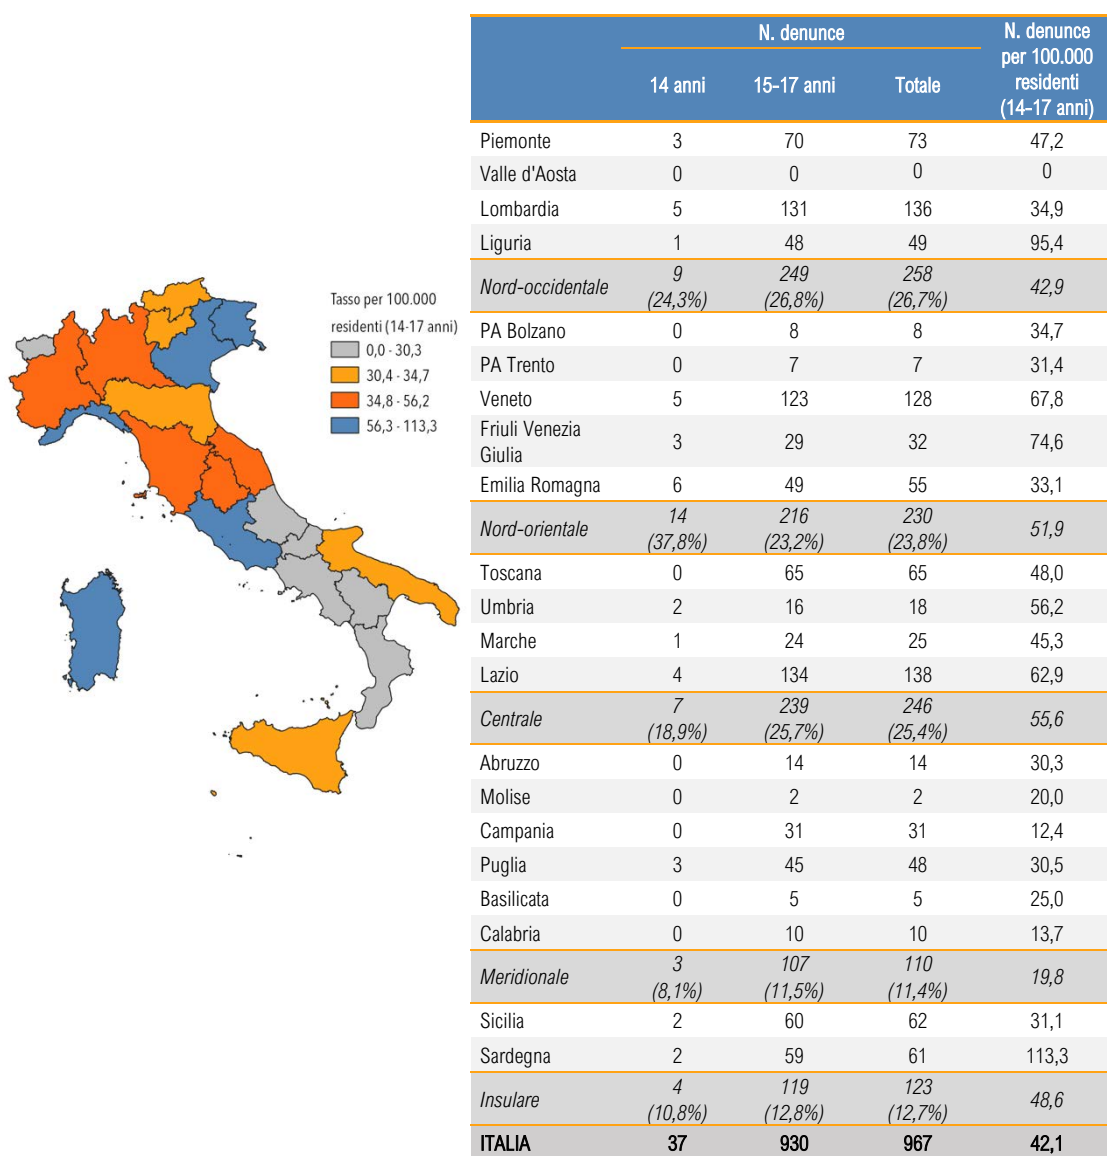 Tasso per 100.000
residenti (14-17 anni)
0,0 - 30,3
30,4 - 34,7
34,8 - 56,2
56,3 - 113,3
N. denunce N. denunce
per 100.000
residenti
(14-17 anni)
14 anni 15-17 anni Totale
Piemonte 3 70 73 47,2
Valle d'Aosta 0 0 0 0
Lombardia 5 131 136 34,9
Liguria 1 48 49 95,4
Nord-occidentale 9 249 258 42,9
(24,3%) (26,8%) (26,7%)
PA Bolzano 0 8 8 34,7
PA Trento 0 7 7 31,4
Veneto 5 123 128 67,8
Friuli Venezia
Giulia 3 29 32 74,6
Emilia Romagna 6 49 55 33,1
Nord-orientale 14 216 230 51,9
(37,8%) (23,2%) (23,8%)
Toscana 0 65 65 48,0
Umbria 2 16 18 56,2
Marche 1 24 25 45,3
Lazio 4 134 138 62,9
Centrale 7 239 246 55,6
(18,9%) (25,7%) (25,4%)
Abruzzo 0 14 14 30,3
Molise 0 2 2 20,0
Campania 0 31 31 12,4
Puglia 3 45 48 30,5
Basilicata 0 5 5 25,0
Calabria 0 10 10 13,7
Meridionale 3 107 110 19,8
(8,1%) (11,5%) (11,4%)
Sicilia 2 60 62 31,1
Sardegna 2 59 61 113,3
Insulare 4 119 123 48,6
(10,8%) (12,8%) (12,7%)
ITALIA 37 930 967 42,1